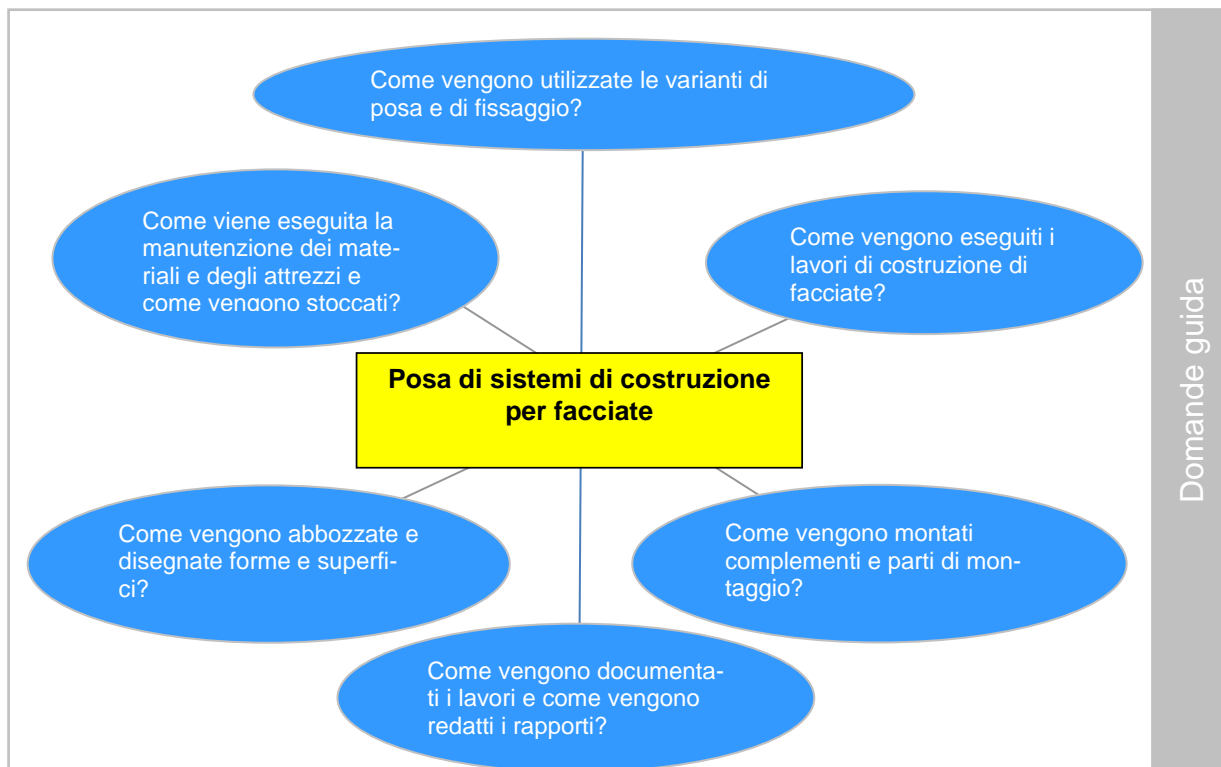 Come vengono utilizzate le varianti di
posa e di fissaggio?
Come viene eseguita la
manutenzione dei mate-
riali e degli attrezzi e
come vengono stoccati?
Come vengono eseguiti i
lavori di costruzione di
facciate?
Posa di sistemi di costruzione
per facciate
Come vengono abbozzate e
disegnate forme e superfi-
ci?
Come vengono montati
complementi e parti di mon-
taggio?
Come vengono documenta-
ti i lavori e come vengono
redatti i rapporti?
Domande guida